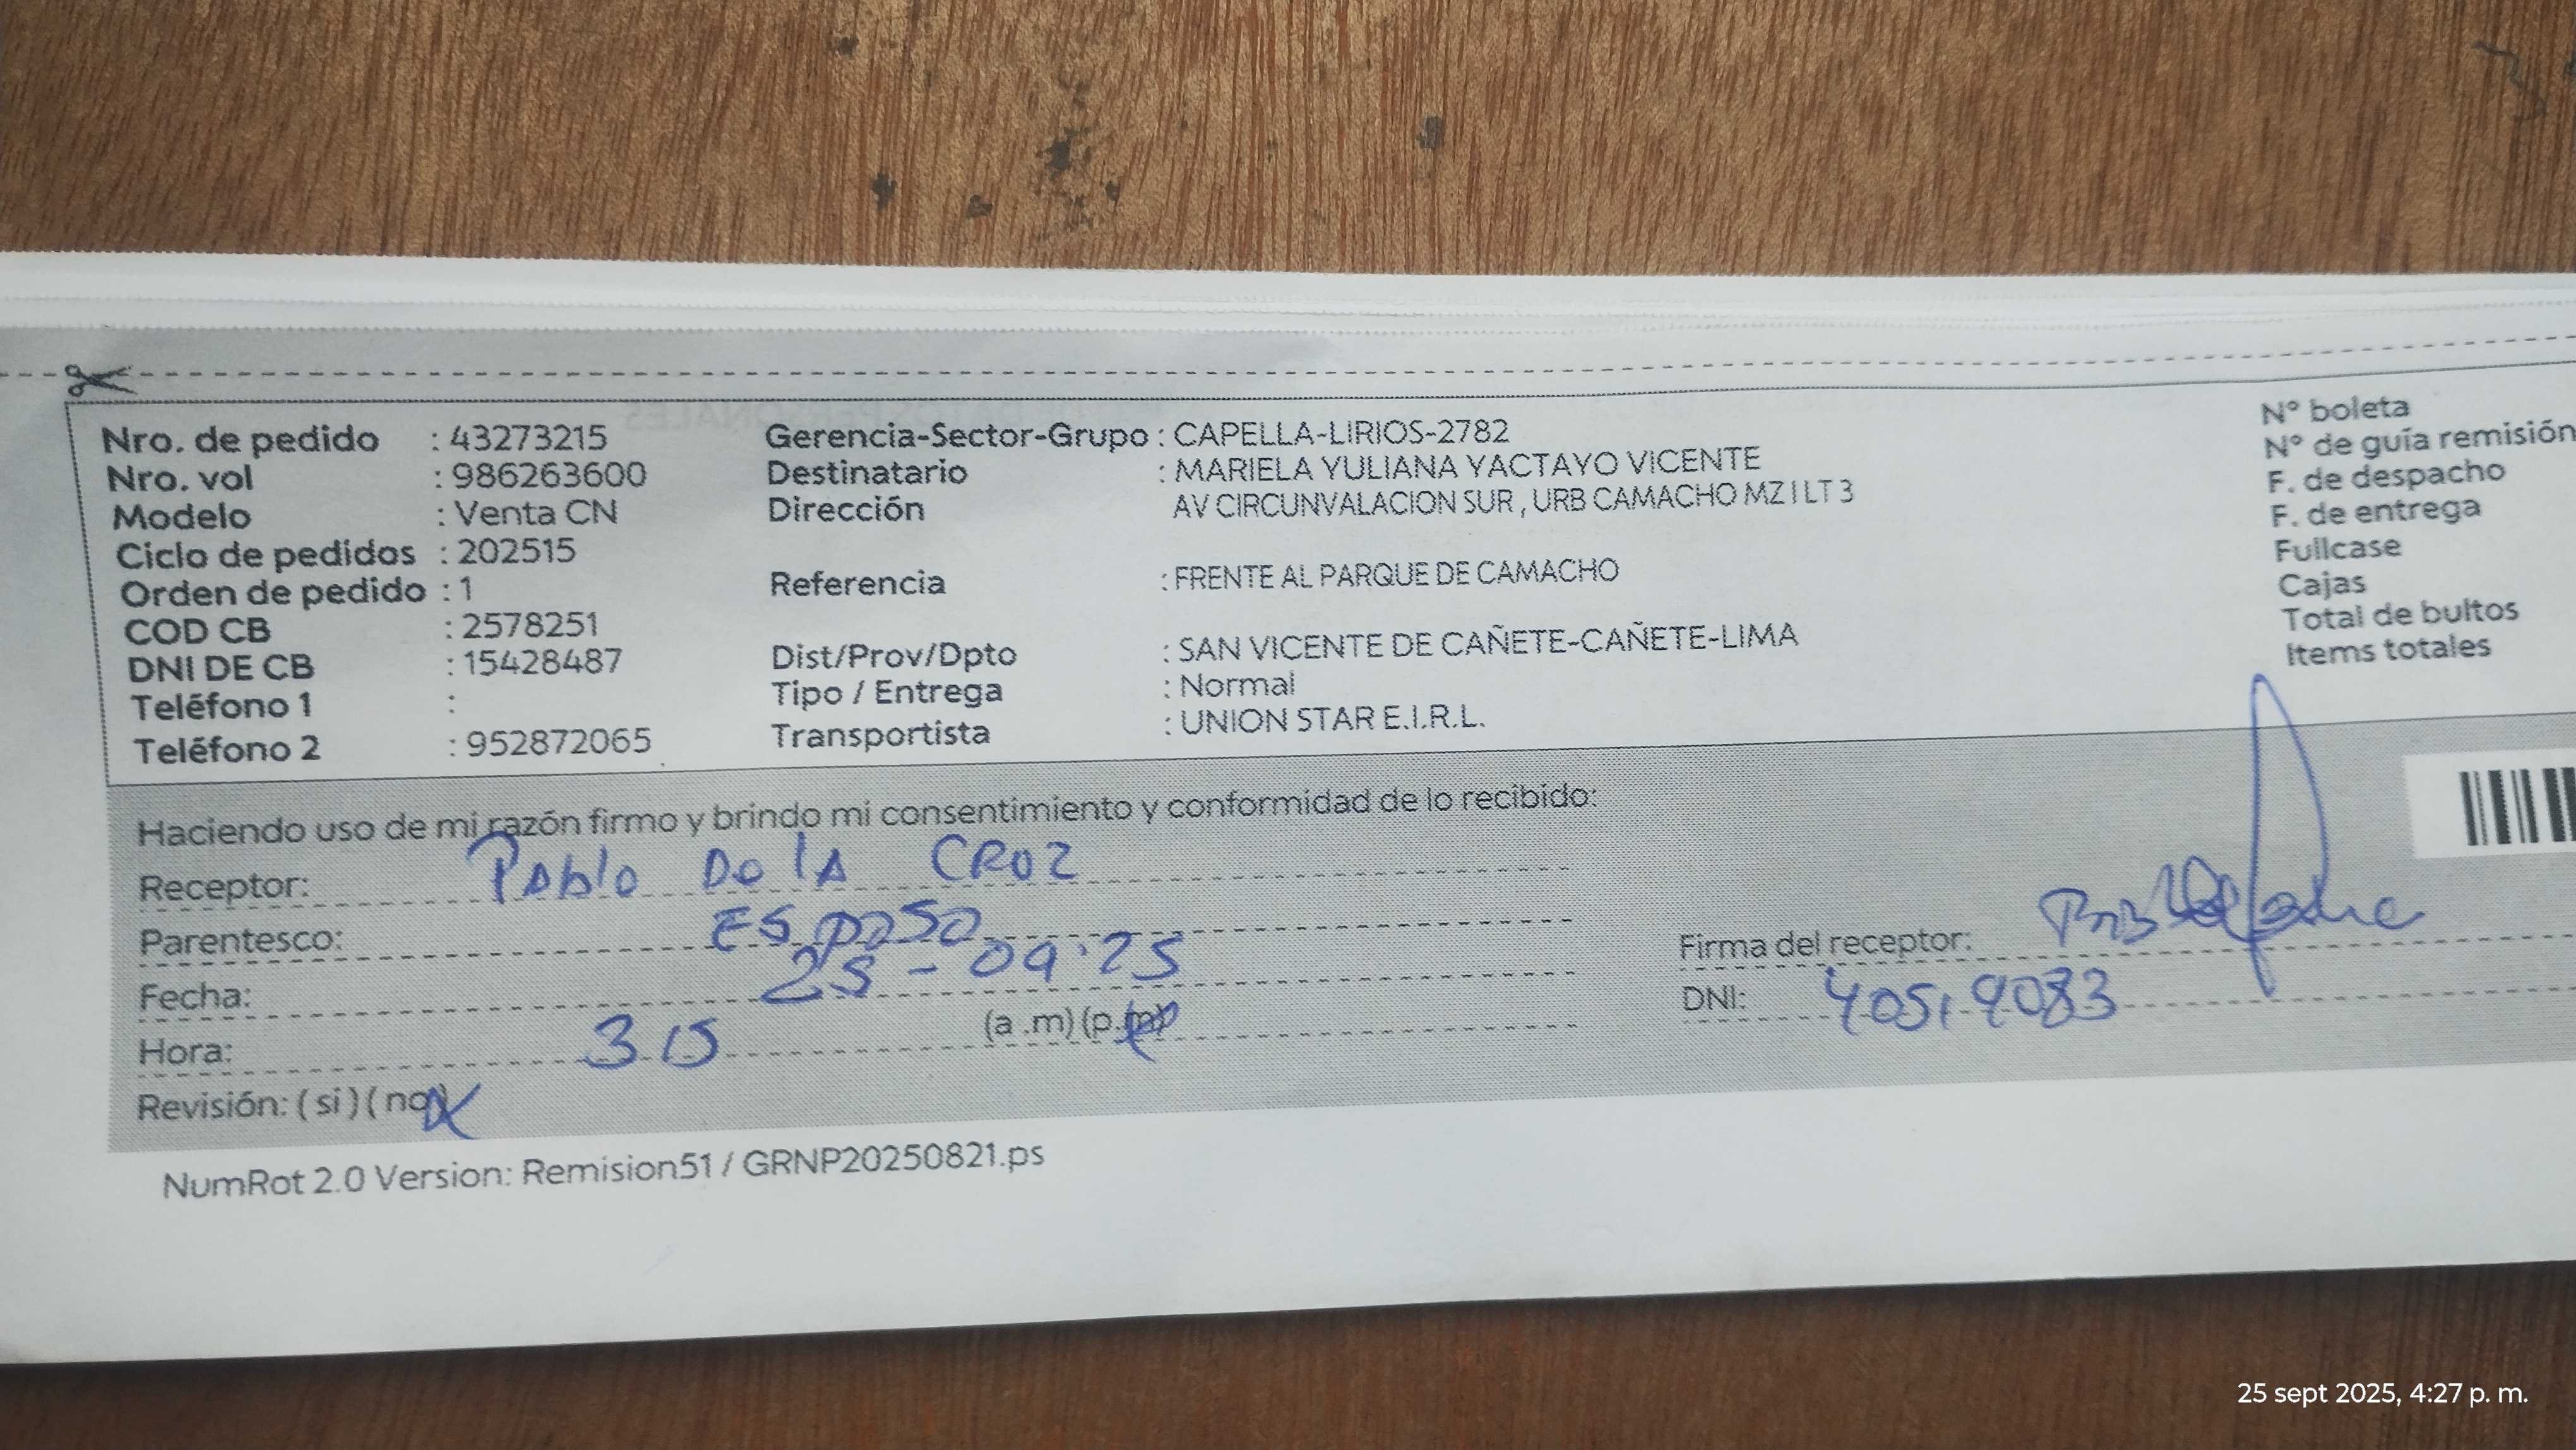 Nro. de pedido : 43273215 Gerencia-Sector-Grupo : CAPELLA-LIRIOS-2782 N° boleta
Nro. vol : 986263600 Destinatario : MARIELA YULIANA YACTAYO VICENTE N° de guía remisión
Modelo : Venta CN Dirección AV CIRCUNVALACION SUR , URB CAMACHO MZ I LT 3 F. de despacho
Ciclo de pedidos : 202515 F. de entrega
Orden de pedido : 1 Referencia : FRENTE AL PARQUE DE CAMACHO Fullcase
COD CB : 2578251 Cajas
DNI DE CB : 15428487 Dist/Prov/Dpto : SAN VICENTE DE CAÑETE-CAÑETE-LIMA Total de bultos
Teléfono 1 : Tipo / Entrega : Normal Items totales
Teléfono 2 : 952872065 Transportista : UNION STAR E.I.R.L.
Haciendo uso de mi razón firmo y brindo mi consentimiento y conformidad de lo recibido:
Receptor: Pablo De la CRUZ
Parentesco: ESposo
Fecha: 25 - 09.25 Firma del receptor:
Hora: 3 15 (a .m) (p.m) DNI: 40519083
Revisión: ( si ) ( no )
NumRot 2.0 Version: Remision51 / GRNP20250821.ps
25 sept 2025, 4:27 p. m.